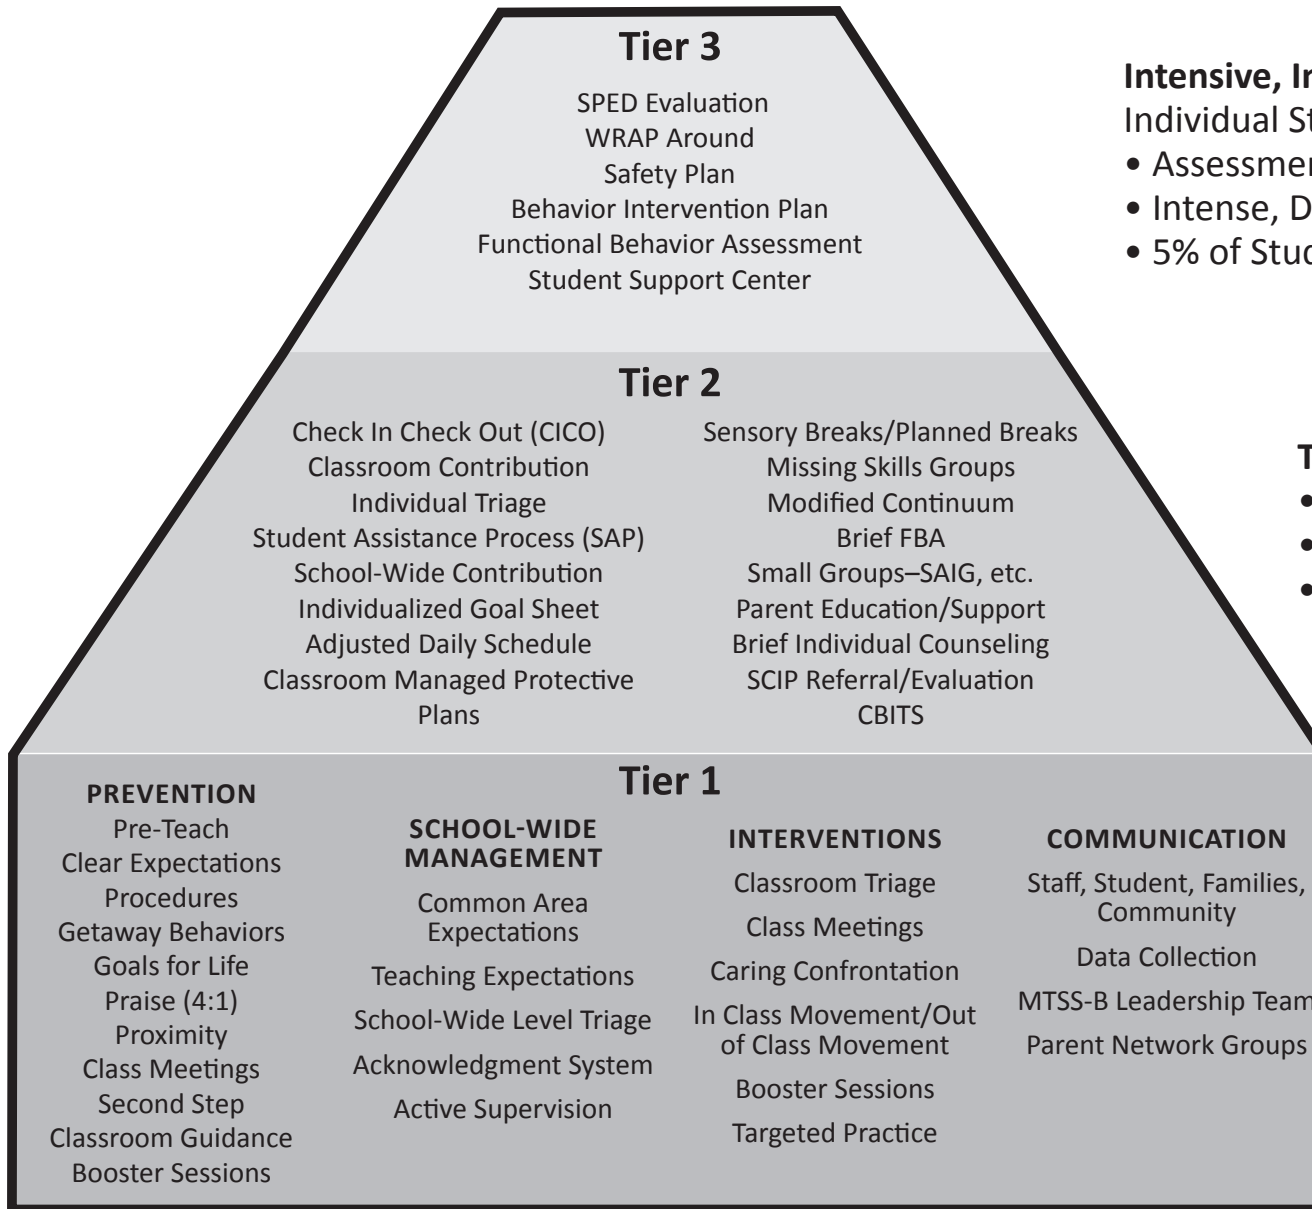 Tier 3
SPED Evaluation
WRAP Around
Safety Plan
Behavior Intervention Plan
Functional Behavior Assessment
Student Support Center
Intensive,
Individual
•
• Intense,
• 5% of
Tier 2
Check In Check Out (CICO)
Classroom Contribution
Individual Triage
Student Assistance Process (SAP)
School-Wide Contribution
Individualized Goal Sheet
Adjusted Daily Schedule
Classroom Managed Protective
Plans
Sensory Breaks/Planned Breaks
Missing Skills Groups
Modified Continuum
Brief FBA
Small Groups–SAIG, etc.
Parent Education/Support
Brief Individual Counseling
SCIP Referral/Evaluation
CBITS
•
•
•
Tier 1
PREVENTION
Pre-Teach
Clear Expectations
Procedures
Getaway Behaviors
Goals for Life
Praise (4:1)
Proximity
Class Meetings
Second Step
Classroom Guidance
Booster Sessions
SCHOOL-WIDE
MANAGEMENT
Common Area
Expectations
Teaching Expectations
School-Wide Level Triage
Acknowledgment System
Active Supervision
INTERVENTIONS
Classroom Triage
Class Meetings
Caring Confrontation
In Class Movement/Out
of Class Movement
Booster Sessions
Targeted Practice
COMMUNICATION
Staff, Student, Families,
Community
Data Collection
MTSS-B Leadership Team
Parent Network Groups